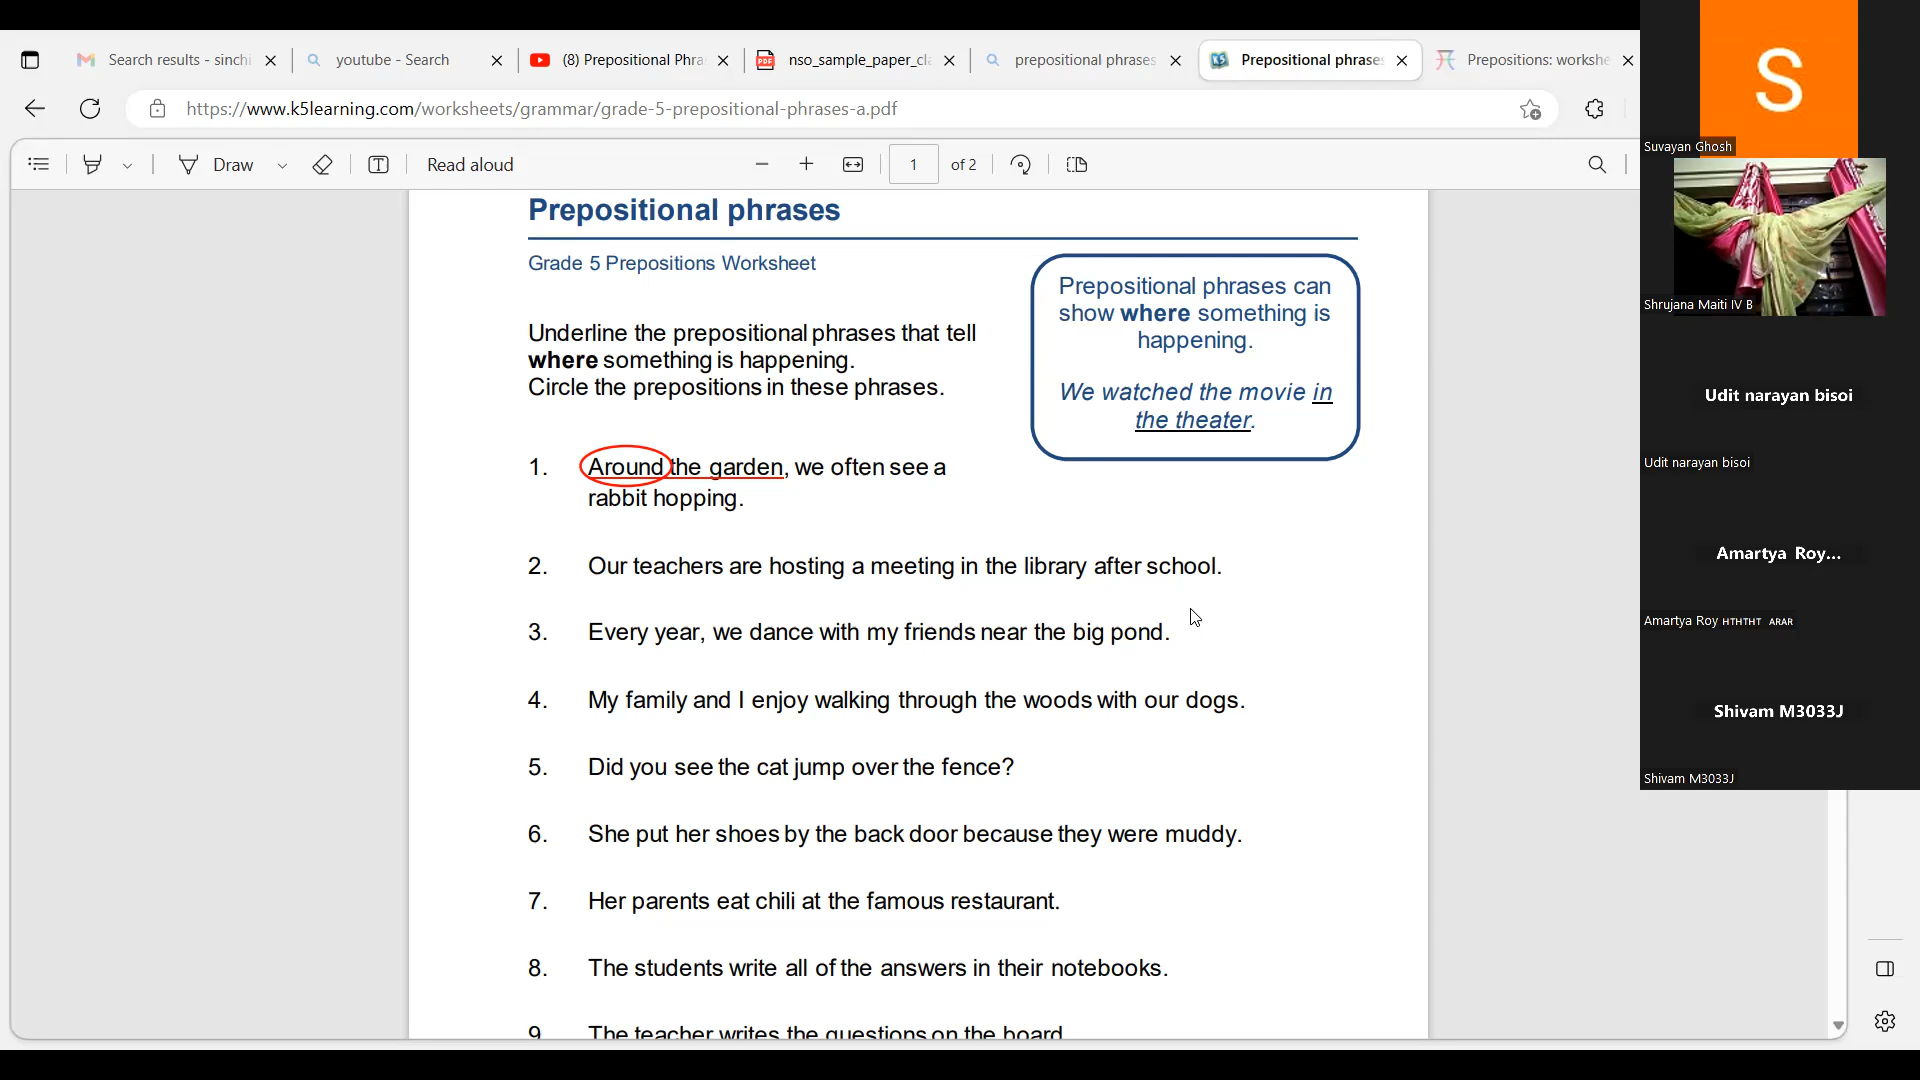 Search results - sinchi
youtube - Search
(8) Prepositional Phra
nso_sample_paper_cla
prepositional phrases
Prepositional phrases
Prepositions: workshe
https://www.k5learning.com/worksheets/grammar/grade-5-prepositional-phrases-a.pdf
Draw
Read aloud
1 of 2
Prepositional phrases
Grade 5 Prepositions Worksheet
Prepositional phrases can
show where something is
happening.
We watched the movie in
the theater.
Underline the prepositional phrases that tell
where something is happening.
Circle the prepositions in these phrases.
1. Around the garden, we often see a
rabbit hopping.
2. Our teachers are hosting a meeting in the library after school.
3. Every year, we dance with my friends near the big pond.
4. My family and I enjoy walking through the woods with our dogs.
5. Did you see the cat jump over the fence?
6. She put her shoes by the back door because they were muddy.
7. Her parents eat chili at the famous restaurant.
8. The students write all of the answers in their notebooks.
9. The teacher writes the questions on the board
S
Suvayan Ghosh
Shrujana Maiti IV B
Udit narayan bisoi
Udit narayan bisoi
Amartya Roy...
Amartya Roy ʜᴛʜᴛʜᴛ ᴀʀᴀʀ
Shivam M3033J
Shivam M3033J